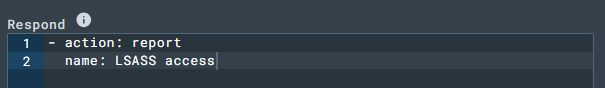 Respond
1 - action: report
2 name: LSASS access